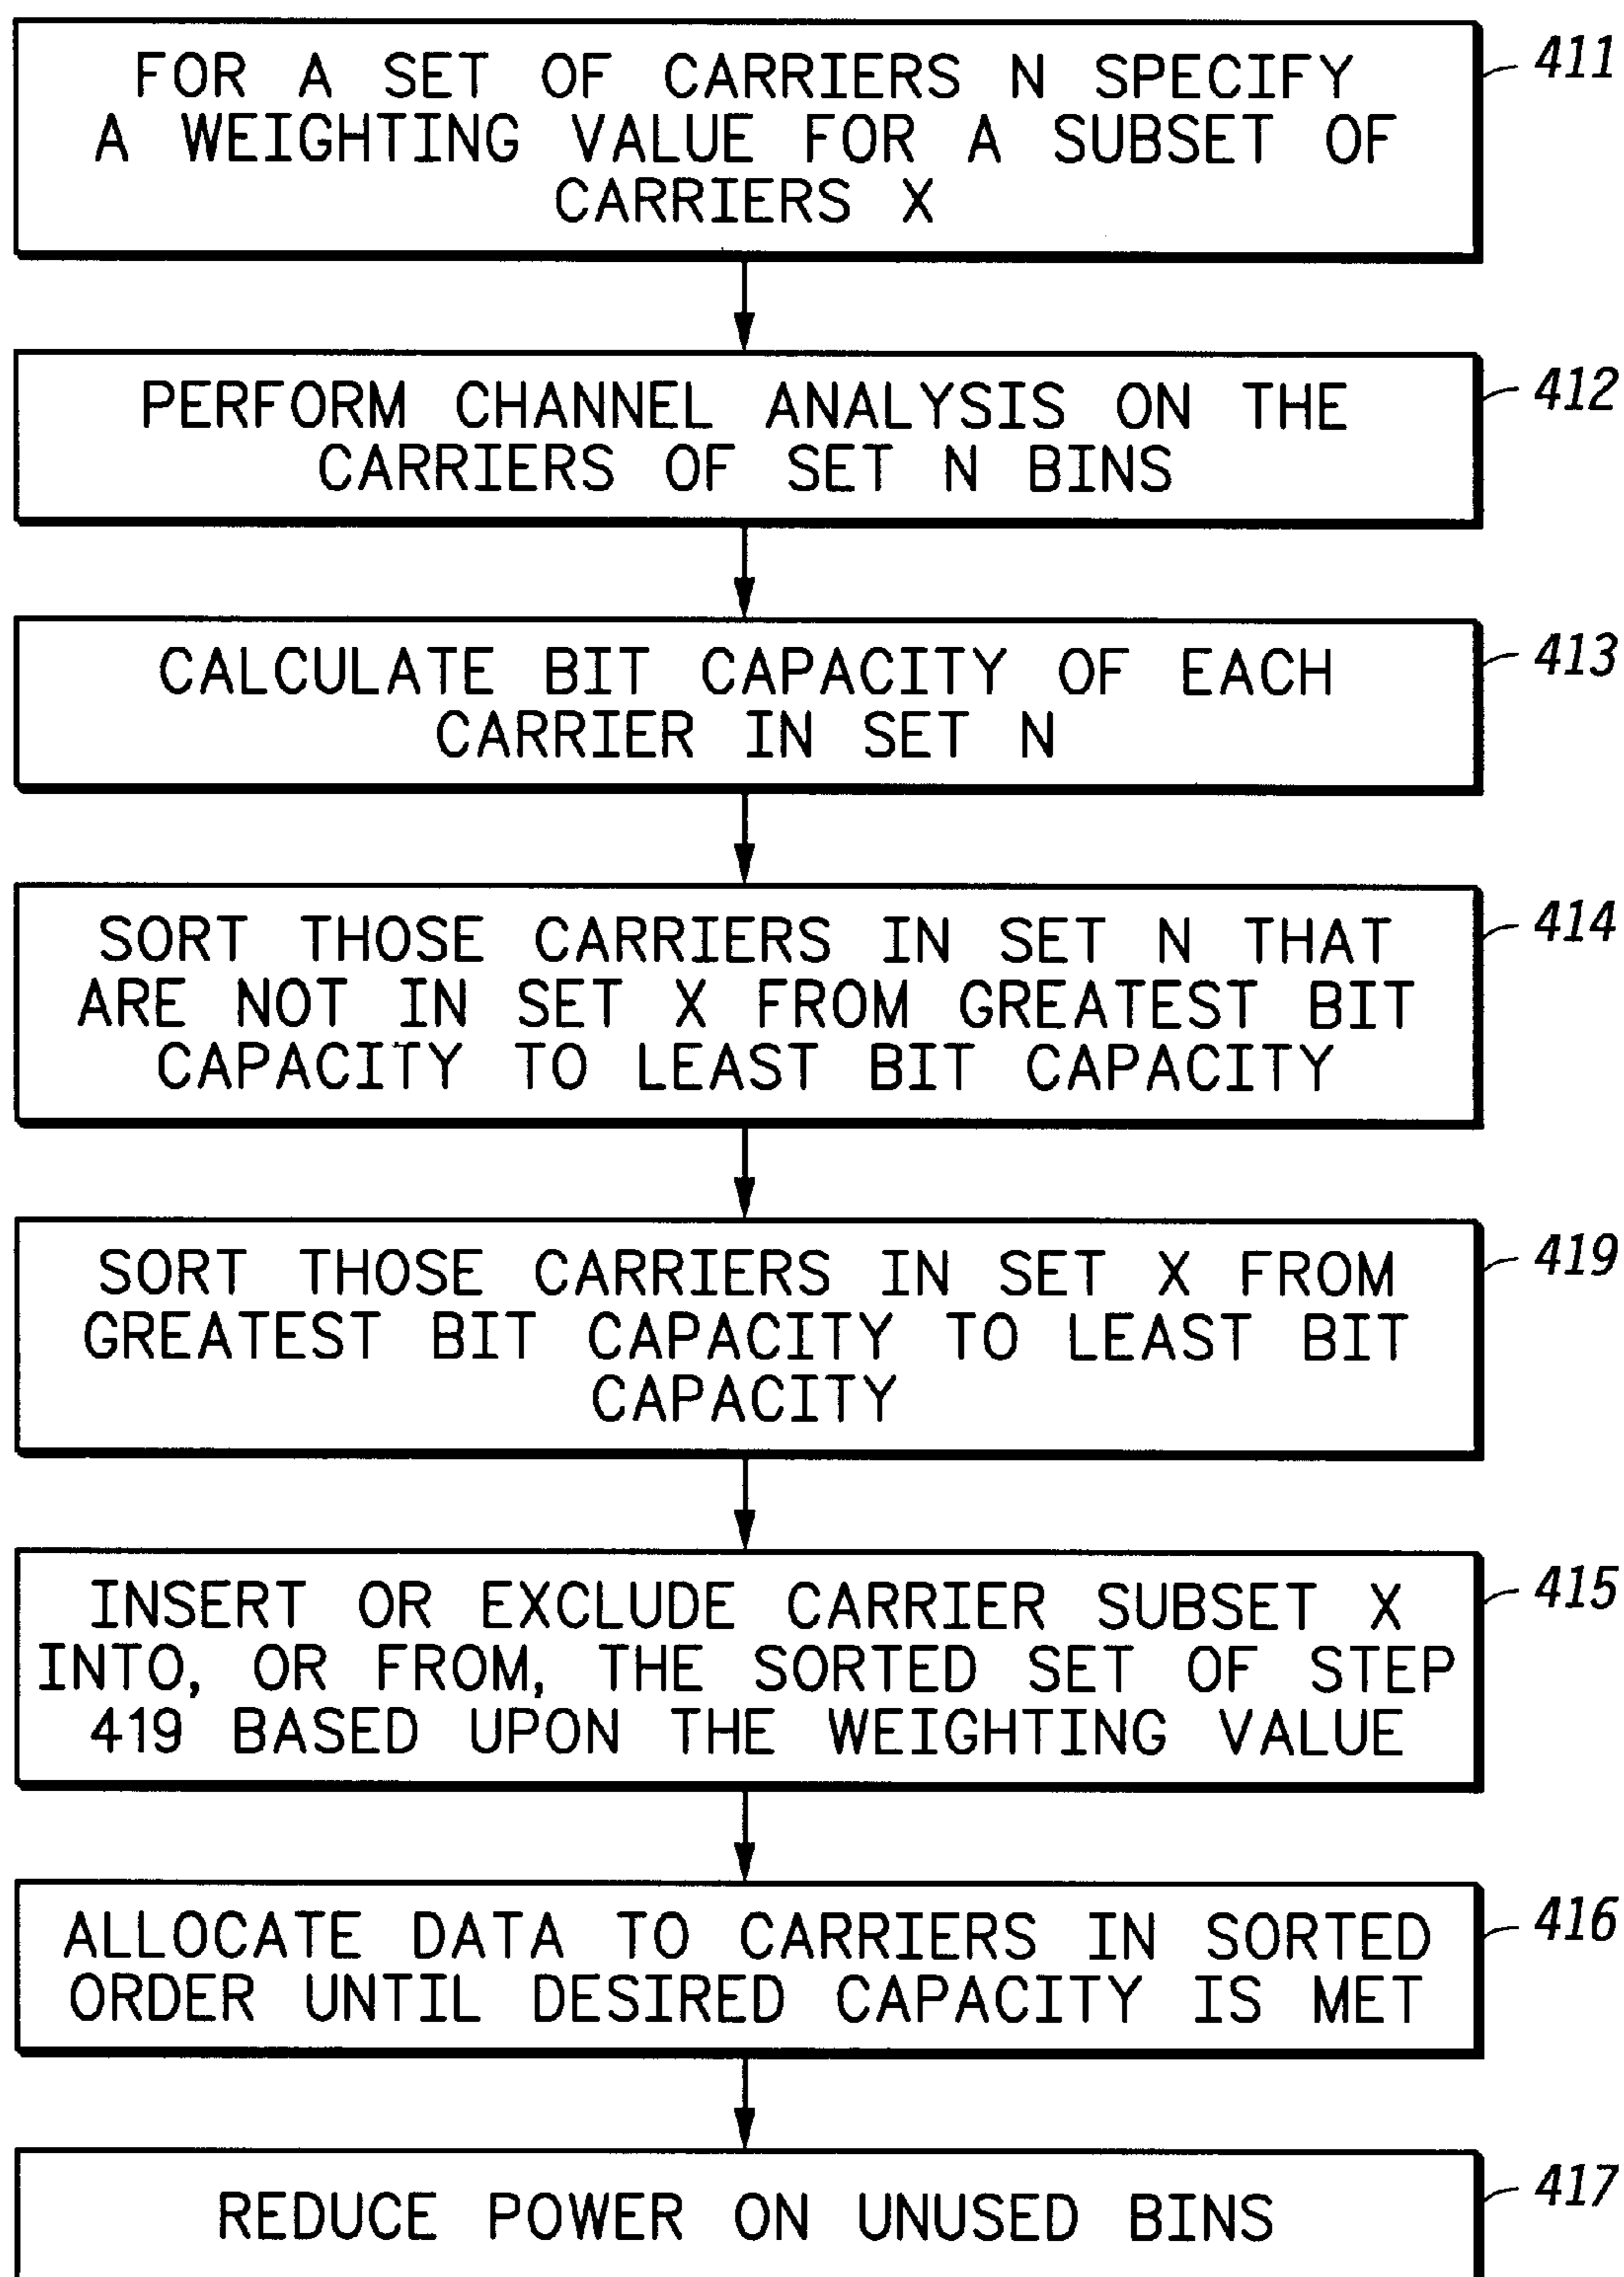 FOR A SET OF CARRIERS N SPECIFY
A WEIGHTING VALUE FOR A SUBSET OF
CARRIERS X
411
PERFORM CHANNEL ANALYSIS ON THE
CARRIERS OF SET N BINS
412
CALCULATE BIT CAPACITY OF EACH
CARRIER IN SET N
413
SORT THOSE CARRIERS IN SET N THAT
ARE NOT IN SET X FROM GREATEST BIT
CAPACITY TO LEAST BIT CAPACITY
414
SORT THOSE CARRIERS IN SET X FROM
GREATEST BIT CAPACITY TO LEAST BIT
CAPACITY
419
INSERT OR EXCLUDE CARRIER SUBSET X
INTO, OR FROM, THE SORTED SET OF STEP
419 BASED UPON THE WEIGHTING VALUE
415
ALLOCATE DATA TO CARRIERS IN SORTED
ORDER UNTIL DESIRED CAPACITY IS MET
416
REDUCE POWER ON UNUSED BINS
417